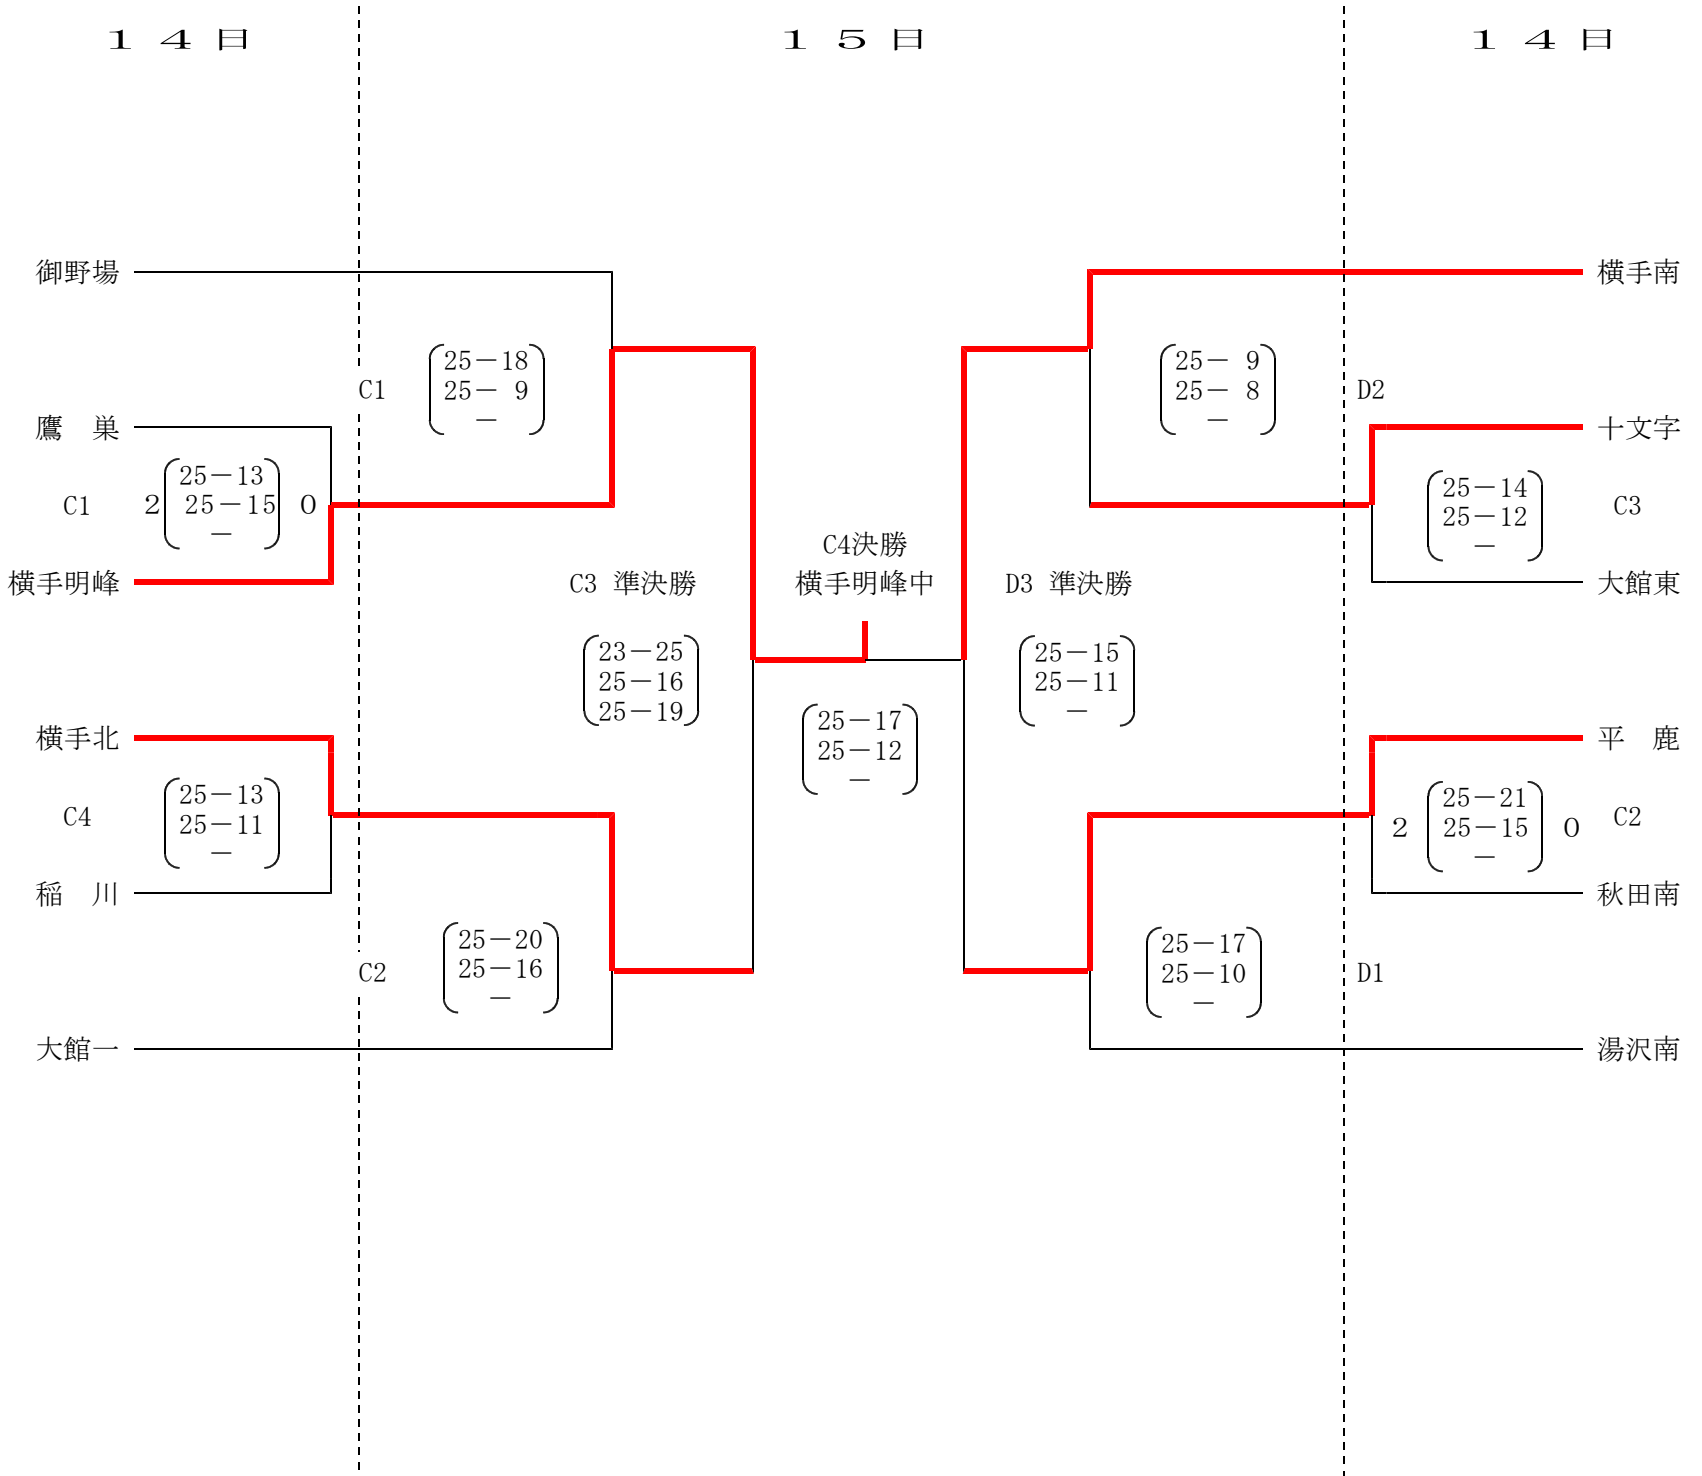 １４日
１５日
１４日
御野場
横手南
25－18
25－ 9
－
C1
25－ 9
25－ 8
－
D2
鷹　巣
十文字
25－13
2 25－15 0
－
C1
25－14
25－12
－
C3
C4決勝
横手明峰中
横手明峰
C3 準決勝
D3 準決勝
大館東
23－25
25－16
25－19
25－15
25－11
－
25－17
25－12
－
横手北
平　鹿
25－13
25－11
－
C4
25－21
2 25－15 0
－
C2
稲　川
秋田南
25－20
25－16
－
C2
25－17
25－10
－
D1
大館一
湯沢南